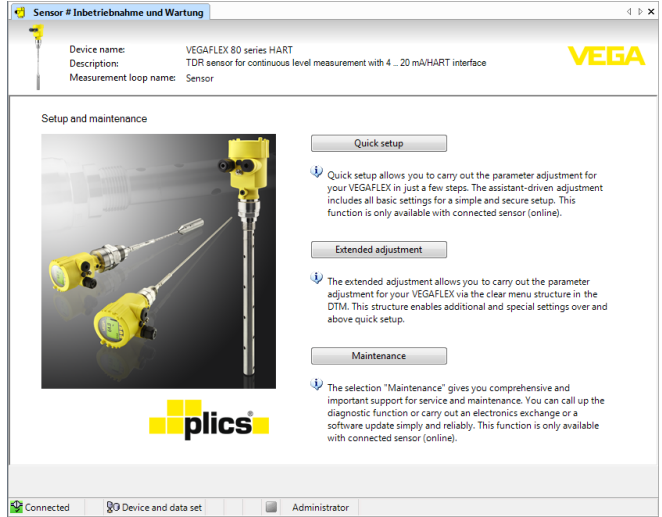 Sensor # Inbetriebnahme und Wartung
Device name: VEGAFLEX 80 series HART
Description: TDR sensor for continuous level measurement with 4 .. 20 mA/HART interface
Measurement loop name: Sensor
VEGA
Setup and maintenance
Quick setup
Quick setup allows you to carry out the parameter adjustment for
your VEGAFLEX in just a few steps. The assistant-driven adjustment
includes all basic settings for a simple and secure setup. This
function is only available with connected sensor (online).
Extended adjustment
The extended adjustment allows you to carry out the parameter
adjustment for your VEGAFLEX via the clear menu structure in the
DTM. This structure enables additional and special settings over and
above quick setup.
Maintenance
The selection "Maintenance" gives you comprehensive and
important support for service and maintenance. You can call up the
diagnostic function or carry out an electronics exchange or a
software update simply and reliably. This function is only available
with connected sensor (online).
plics®
Connected Device and data set Administrator